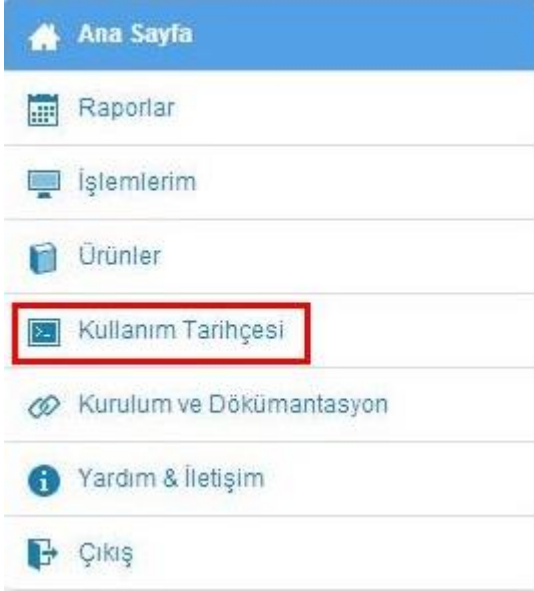 Ana Sayfa
Raporlar
İşlemlerim
Ürünler
Kullanım Tarihçesi
Kurulum ve Dökümantasyon
Yardım & İletişim
Çıkış